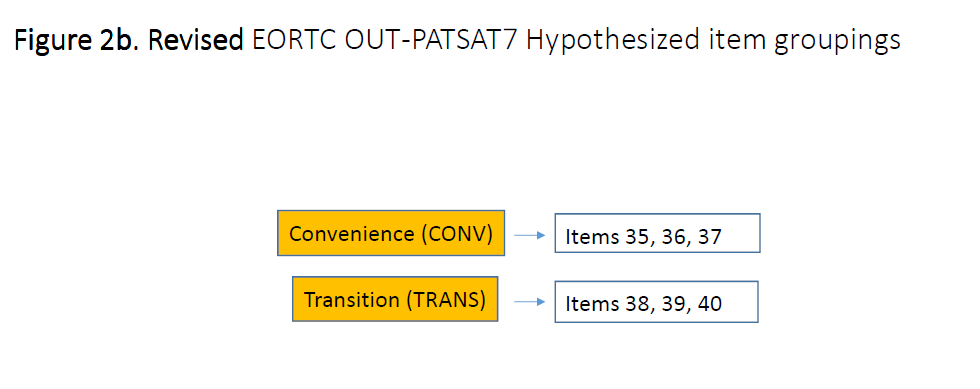 Figure 2b. Revised EORTC OUT-PATSAT7 Hypothesized item groupings
Convenience (CONV)
Items 35, 36, 37
Transition (TRANS)
Items 38, 39, 40